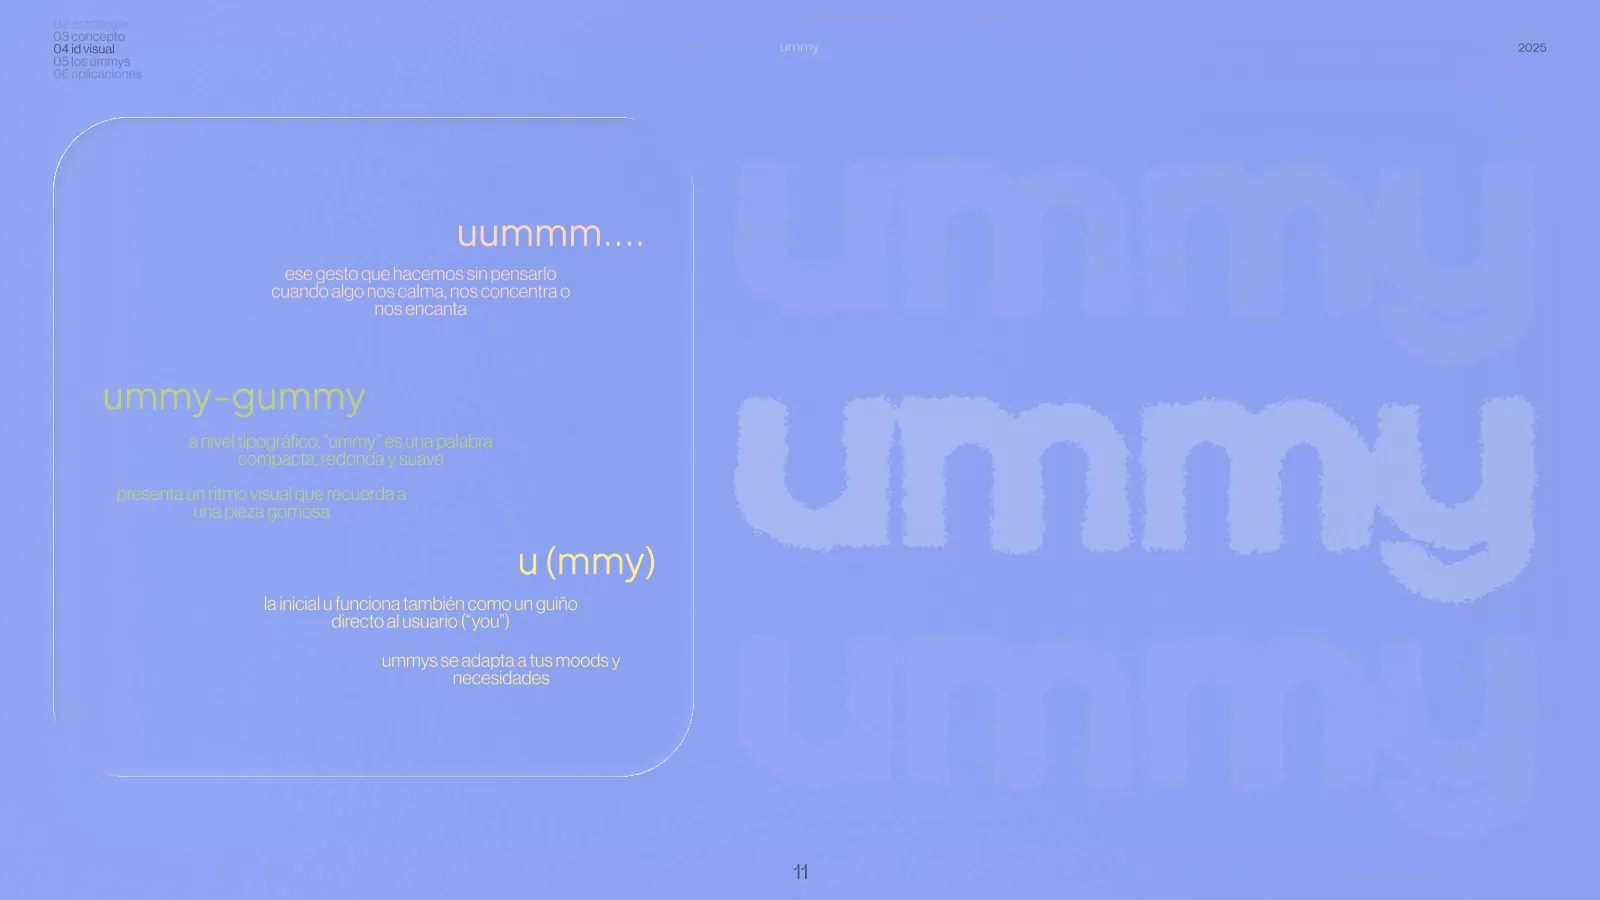 02 estrategia
03 concepto
04 id visual
05 los ummys
06 aplicaciones
ummy
2025
uummm....
ese gesto que hacemos sin pensarlo
cuando algo nos calma, nos concentra o
nos encanta
ummy-gummy
a nivel tipográfico, “ummy” es una palabra
compacta, redonda y suave
presenta un ritmo visual que recuerda a
una pieza gomosa
u (mmy)
la inicial u funciona también como un guiño
directo al usuario (“you”)
ummys se adapta a tus moods y
necesidades
ummy
ummy
ummy
11